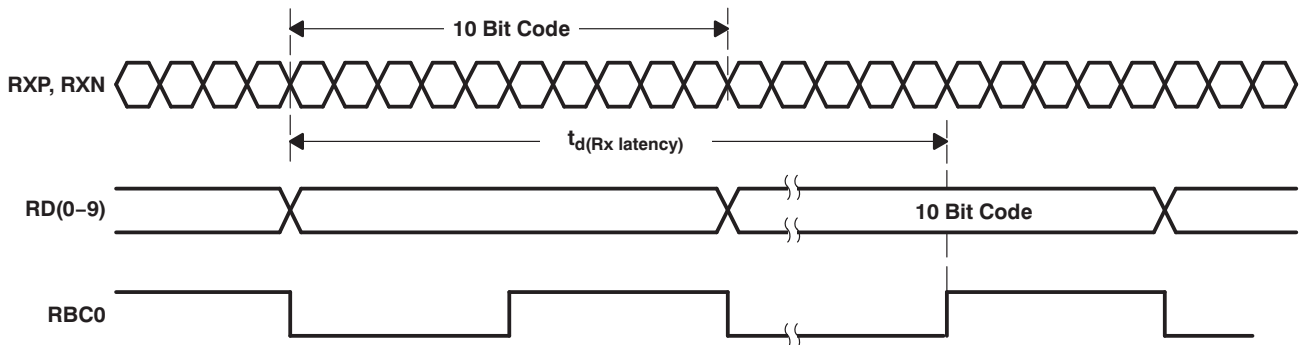 10 Bit Code
RXP, RXN
td(Rx latency)
RD(0−9)
10 Bit Code
RBC0